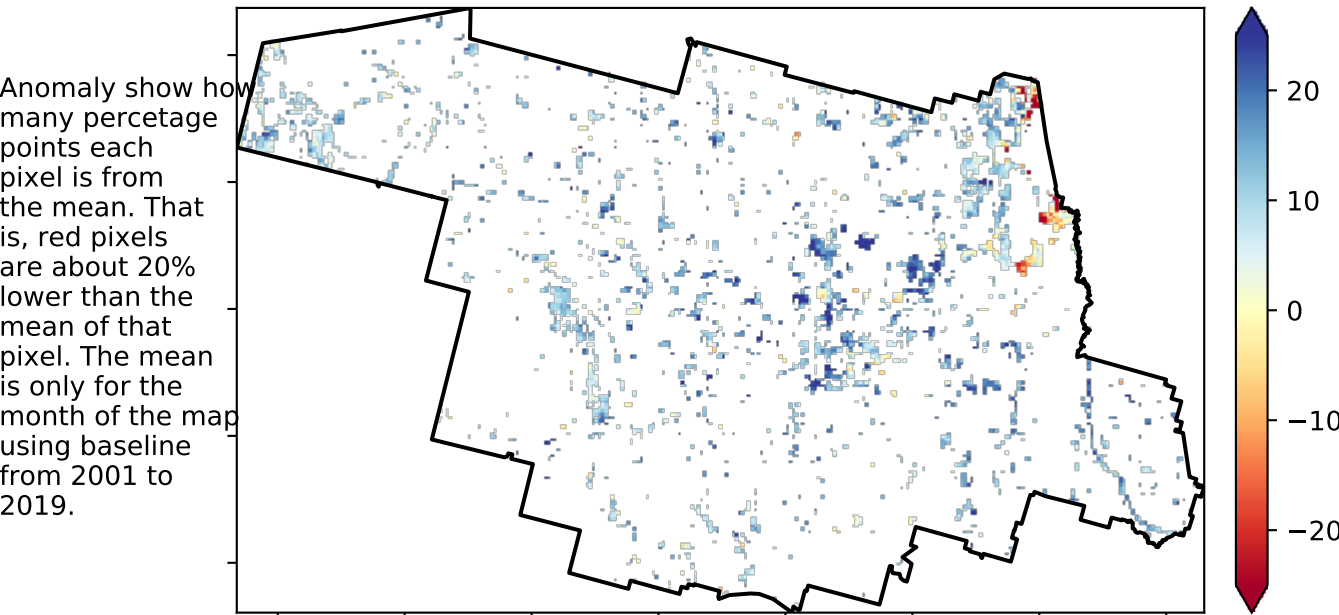 Anomaly show how
many percetage
points each
pixel is from
the mean. That
is, red pixels
are about 20%
lower than the
mean of that
pixel. The mean
is only for the
month of the map
using baseline
from 2001 to
2019.
20
10
0
−10
−20